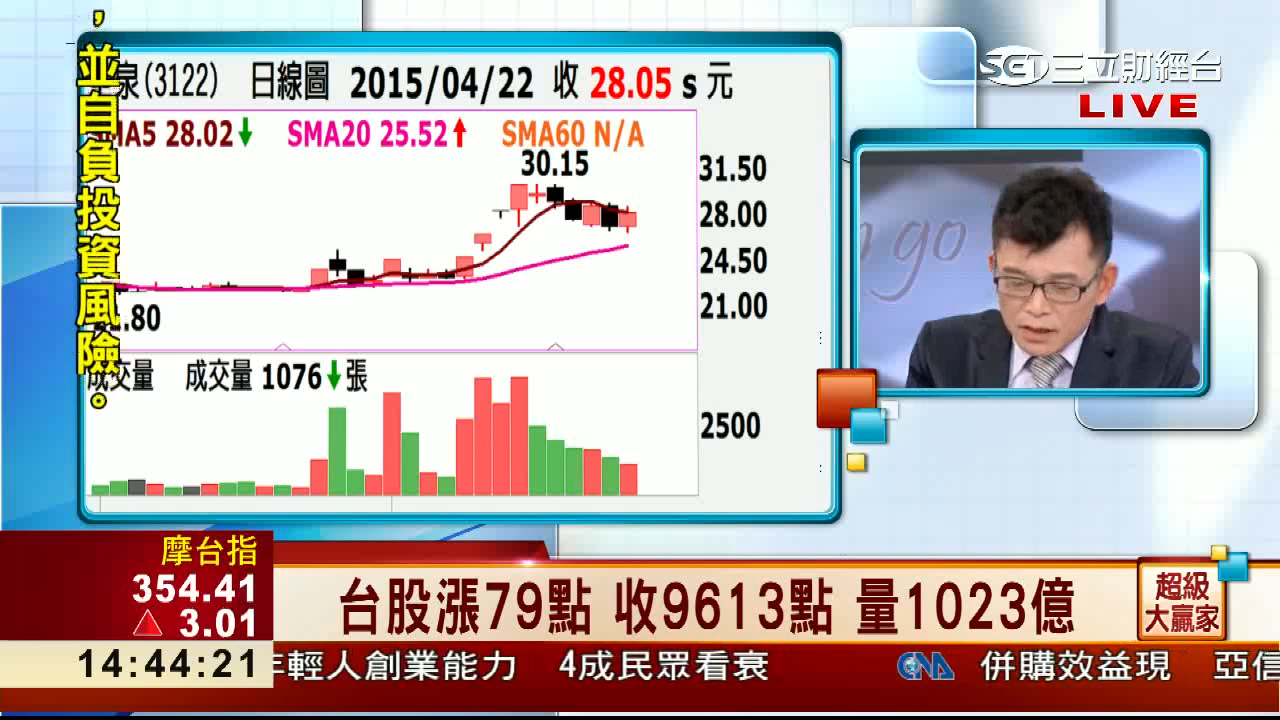 ，並自負投資風險。
泉(3122) 日線圖 2015/04/22 收 28.05 s 元
SMA5 28.02↓ SMA20 25.52↑ SMA60 N/A
30.15
31.50
28.00
24.50
21.00
.80
成交量 成交量 1076↓張
2500
SET三立財經台
LIVE
go
摩台指
354.41
▲ 3.01
14:44:21
台股漲79點 收9613點 量1023億
超級
大贏家
年輕人創業能力 4成民眾看衰 CNA 併購效益現 亞信